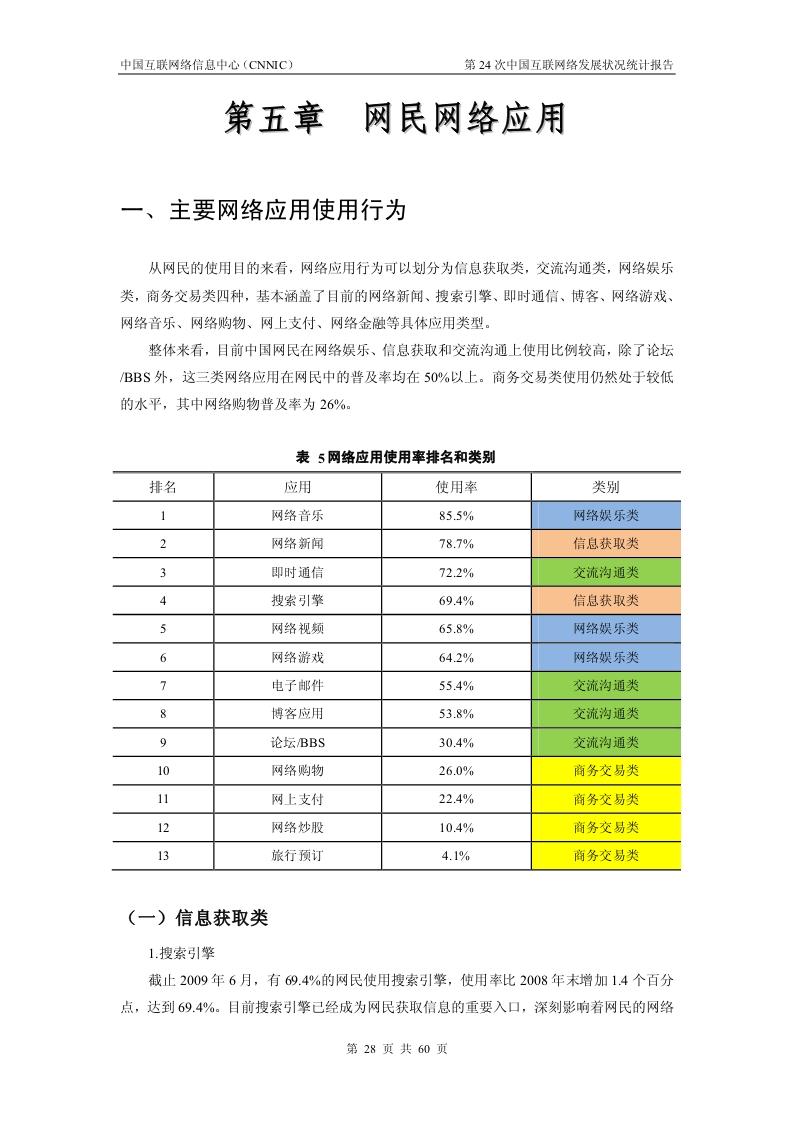 中国互联网络信息中心（CNNIC） 第 24 次中国互联网络发展状况统计报告
第五章 网民网络应用
一、主要网络应用使用行为
从网民的使用目的来看，网络应用行为可以划分为信息获取类，交流沟通类，网络娱乐
类，商务交易类四种，基本涵盖了目前的网络新闻、搜索引擎、即时通信、博客、网络游戏、
网络音乐、网络购物、网上支付、网络金融等具体应用类型。
整体来看，目前中国网民在网络娱乐、信息获取和交流沟通上使用比例较高，除了论坛
/BBS 外，这三类网络应用在网民中的普及率均在 50%以上。商务交易类使用仍然处于较低
的水平，其中网络购物普及率为 26%。
表 5 网络应用使用率排名和类别
排名 应用 使用率 类别
1 网络音乐 85.5% 网络娱乐类
2 网络新闻 78.7% 信息获取类
3 即时通信 72.2% 交流沟通类
4 搜索引擎 69.4% 信息获取类
5 网络视频 65.8% 网络娱乐类
6 网络游戏 64.2% 网络娱乐类
7 电子邮件 55.4% 交流沟通类
8 博客应用 53.8% 交流沟通类
9 论坛/BBS 30.4% 交流沟通类
10 网络购物 26.0% 商务交易类
11 网上支付 22.4% 商务交易类
12 网络炒股 10.4% 商务交易类
13 旅行预订 4.1% 商务交易类
（一）信息获取类
1.搜索引擎
截止 2009 年 6 月，有 69.4%的网民使用搜索引擎，使用率比 2008 年末增加 1.4 个百分
点，达到 69.4%。目前搜索引擎已经成为网民获取信息的重要入口，深刻影响着网民的网络
第 28 页 共 60 页